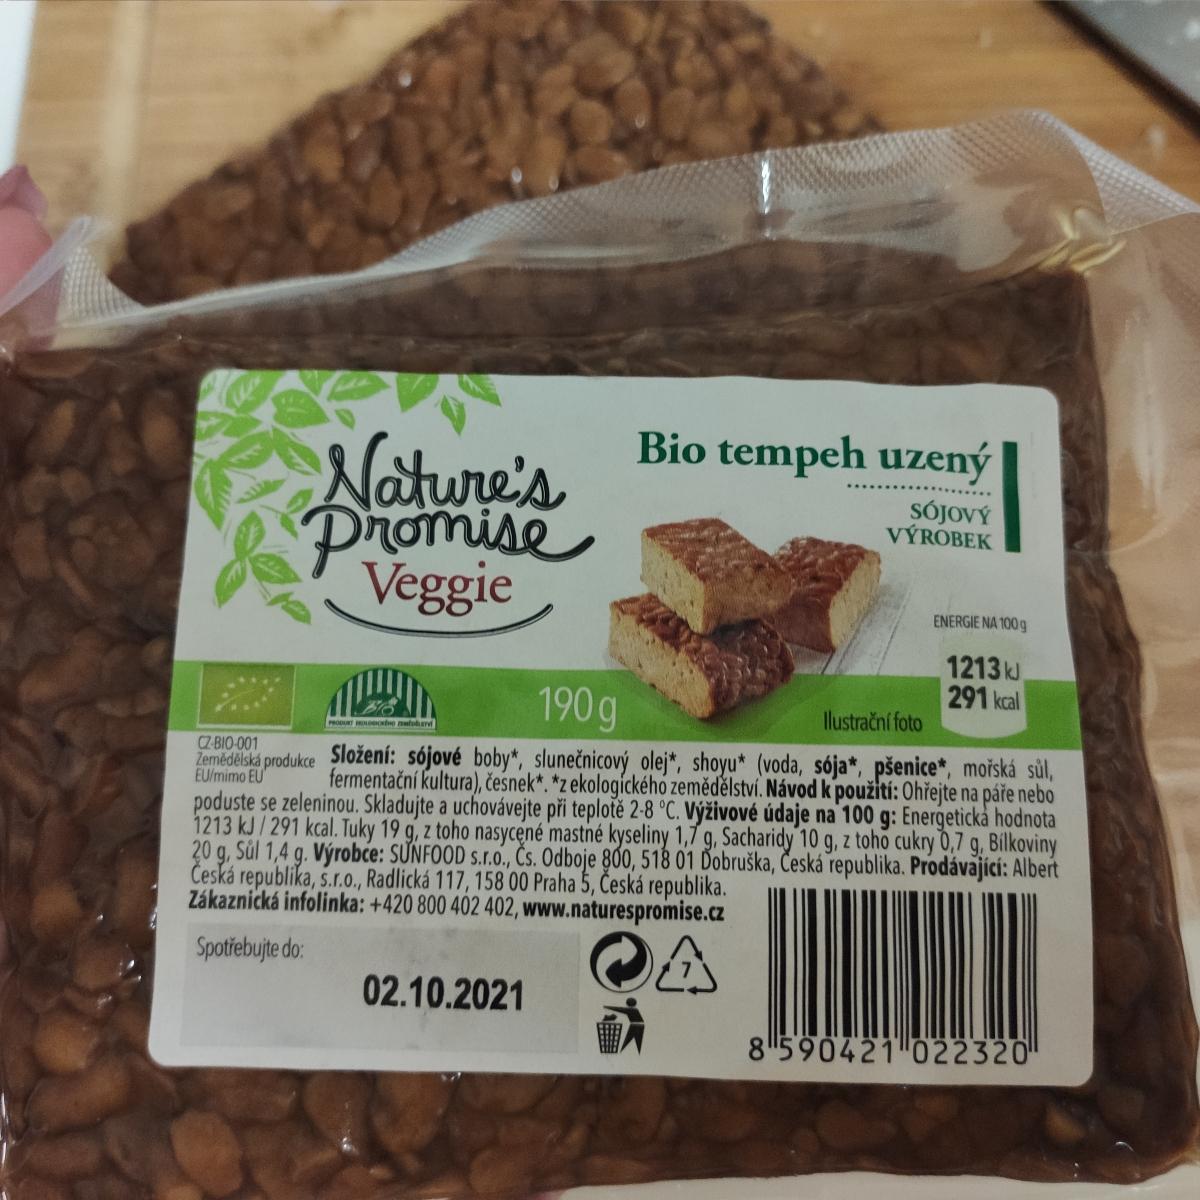 Nature's
Promise
Veggie
Bio tempeh uzený
SÓJOVÝ
VÝROBEK
ENERGIE NA 100g
1213 kJ
291 kcal
190 g
Ilustrační foto
BIO
PRODUKT EKOLOGICKÉHO ZEMĚDĚLSTVÍ
CZ-BIO-001
Zemědělská produkce
EU/mimo EU
Složení: sójové boby*, slunečnicový olej*, shoyu* (voda, sója*, pšenice*, mořská sůl,
fermentační kultura), česnek*. *z ekologického zemědělství. Návod k použití: Ohřejte na páře nebo
poduste se zeleninou. Skladujte a uchovávejte při teplotě 2-8 °C. Výživové údaje na 100 g: Energetická hodnota
1213 kJ / 291 kcal. Tuky 19 g, z toho nasycené mastné kyseliny 1,7 g, Sacharidy 10 g, z toho cukry 0,7 g, Bílkoviny
20 g, Sůl 1,4 g. Výrobce: SUNFOOD s.r.o., Čs. Odboje 800, 518 01 Dobruška, Česká republika. Prodávající: Albert
Česká republika, s.r.o., Radlická 117, 158 00 Praha 5, Česká republika.
Zákaznická infolinka: +420 800 402 402, www.naturespromise.cz
Spotřebujte do:
02.10.2021
7
8 590421 022320